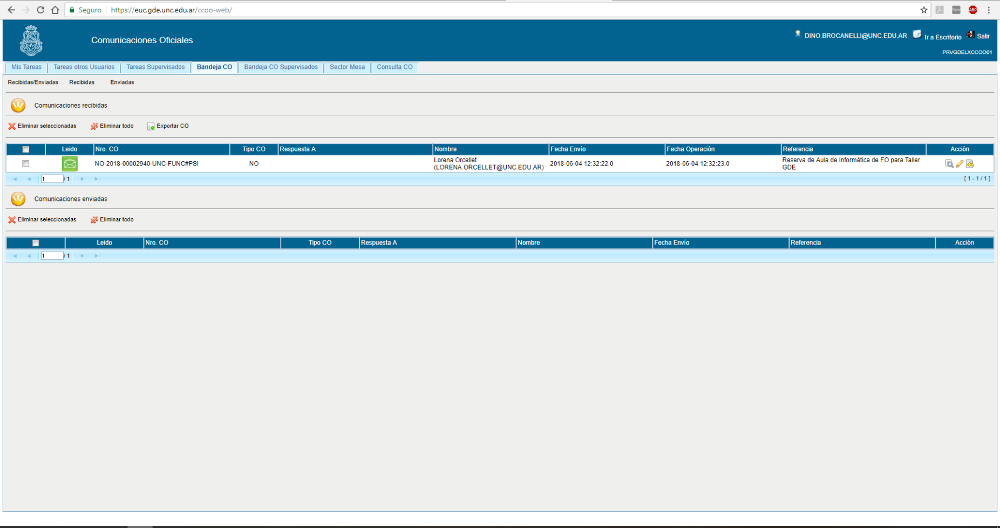 Seguro | https://euc.gde.unc.edu.ar/ccoo-web/
ABP
Comunicaciones Oficiales
DINO.BROCANELLI@UNC.EDU.AR Ir a Escritorio Salir
PRVGDELXCCOO01
Mis Tareas Tareas otros Usuarios Tareas Supervisados Bandeja CO Bandeja CO Supervisados Sector Mesa Consulta CO
Recibidas/Enviadas Recibidas Enviadas
Comunicaciones recibidas
Eliminar seleccionadas Eliminar todo Exportar CO
Leido Nro. CO Tipo CO Respuesta A Nombre Fecha Envío Fecha Operación Referencia Acción
NO-2018-00002940-UNC-FUNC#PSI NO Lorena Orcellet (LORENA.ORCELLET@UNC.EDU.AR) 2018-06-04 12:32:22.0 2018-06-04 12:32:23.0 Reserva de Aula de Informática de FO para Taller GDE
1 / 1 [ 1 - 1 / 1 ]
Comunicaciones enviadas
Eliminar seleccionadas Eliminar todo
Leido Nro. CO Tipo CO Respuesta A Nombre Fecha Envío Referencia Acción
1 / 1